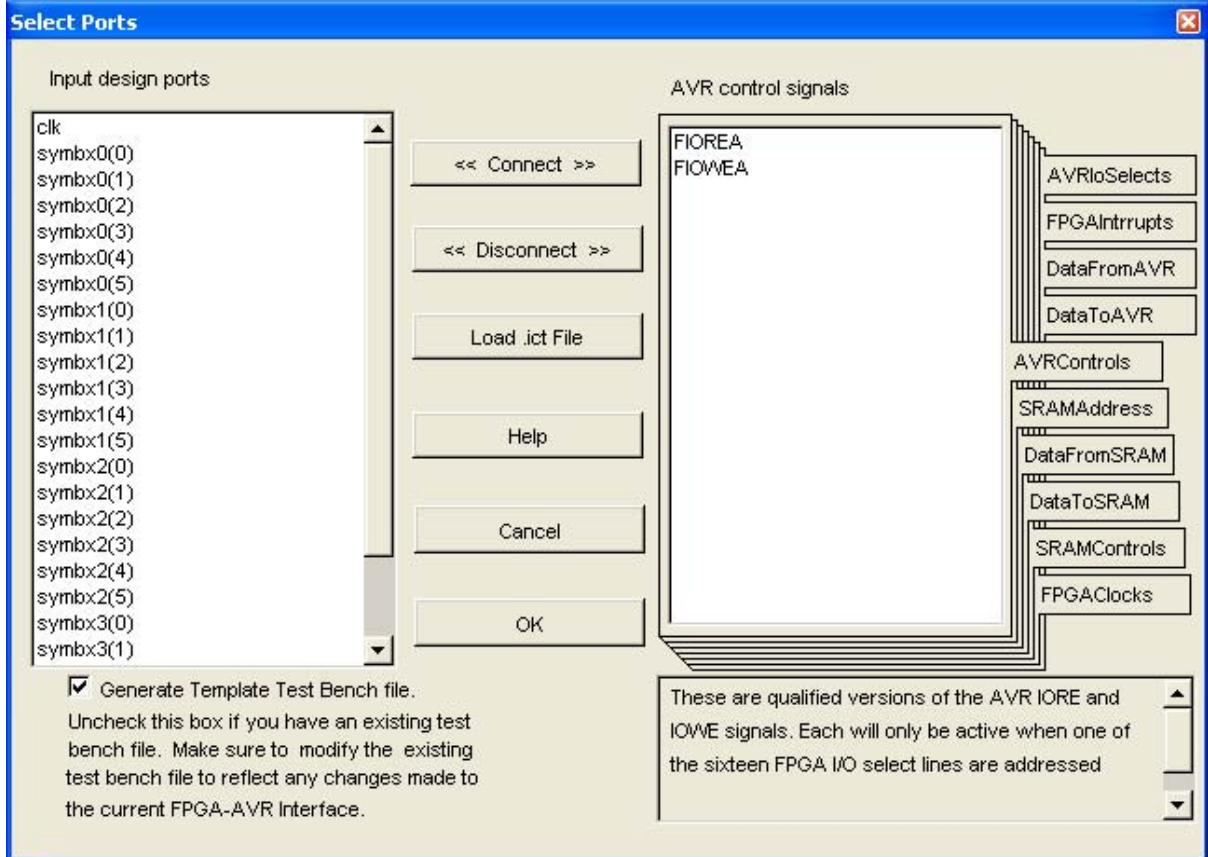 Select Ports
Input design ports
clk
symbx0(0)
symbx0(1)
symbx0(2)
symbx0(3)
symbx0(4)
symbx0(5)
symbx1(0)
symbx1(1)
symbx1(2)
symbx1(3)
symbx1(4)
symbx1(5)
symbx2(0)
symbx2(1)
symbx2(2)
symbx2(3)
symbx2(4)
symbx2(5)
symbx3(0)
symbx3(1)
<< Connect >>
<< Disconnect >>
Load .ict File
Help
Cancel
OK
AVR control signals
FIOREA
FIOWEA
AVRIoSelects
FPGAIntrrupts
DataFromAVR
DataToAVR
AVRControls
SRAMAddress
DataFromSRAM
DataToSRAM
SRAMControls
FPGAClocks
Generate Template Test Bench file.
Uncheck this box if you have an existing test
bench file. Make sure to modify the existing
test bench file to reflect any changes made to
the current FPGA-AVR Interface.
These are qualified versions of the AVR IORE and
IOWE signals. Each will only be active when one of
the sixteen FPGA I/O select lines are addressed